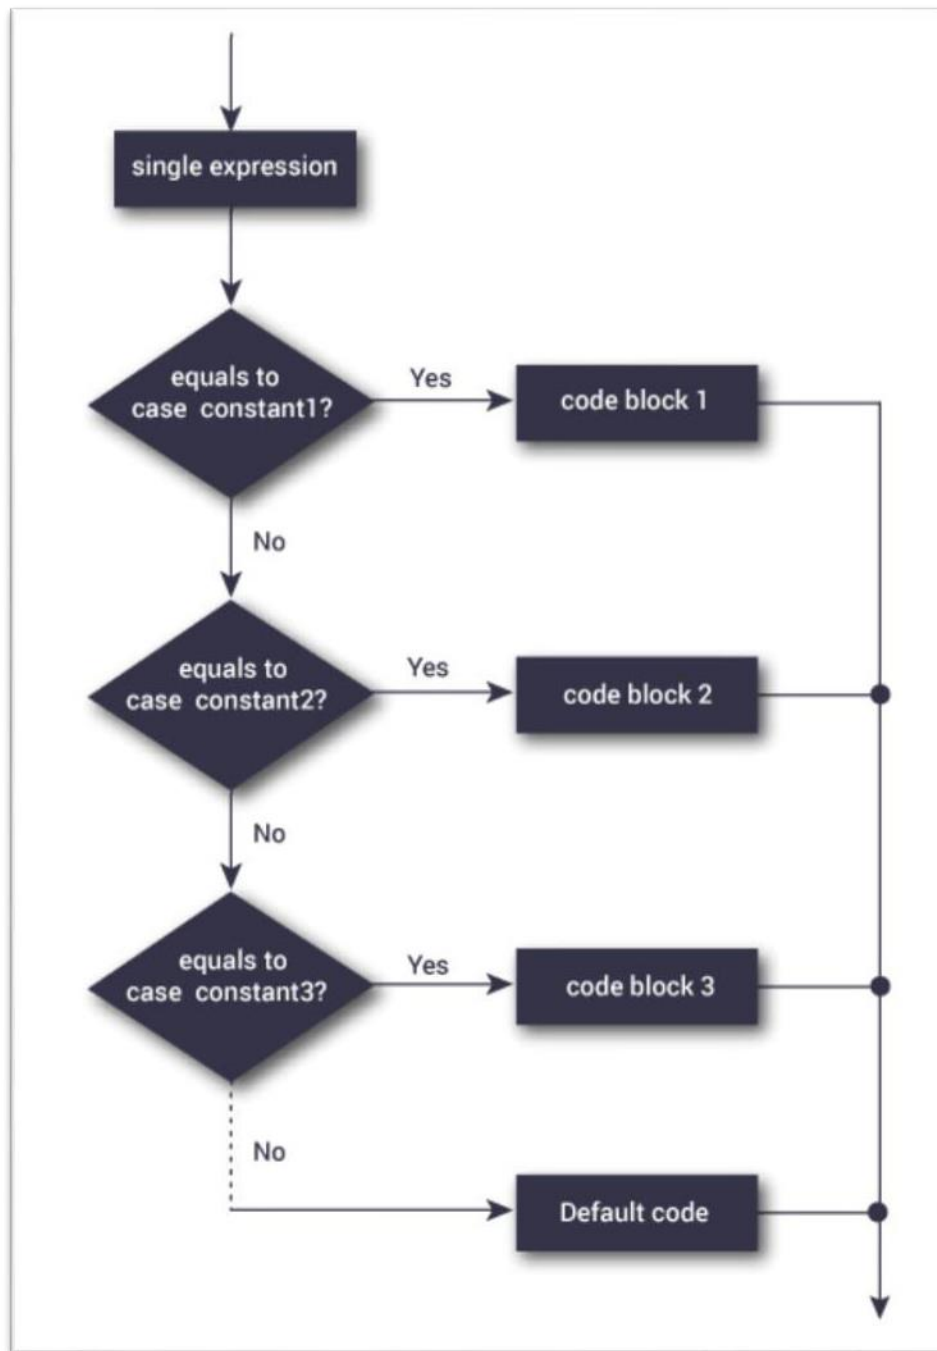 single expression
equals to
case constant1?
Yes
code block 1
No
equals to
case constant2?
Yes
code block 2
No
equals to
case constant3?
Yes
code block 3
No
Default code